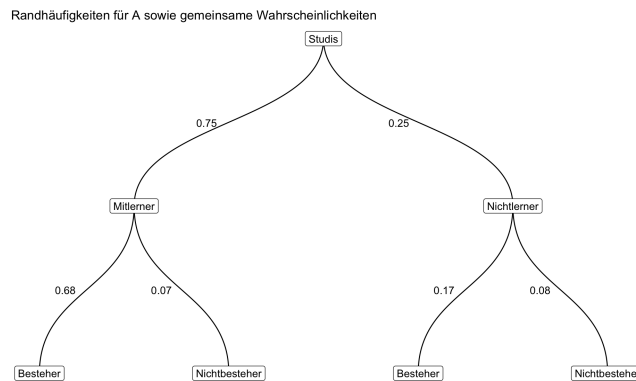 Randhäufigkeiten für A sowie gemeinsame Wahrscheinlichkeiten
Studis
0.75
0.25
Mitlerner
Nichtlerner
0.68
0.07
0.17
0.08
Besteher
Nichtbesteher
Besteher
Nichtbestehe